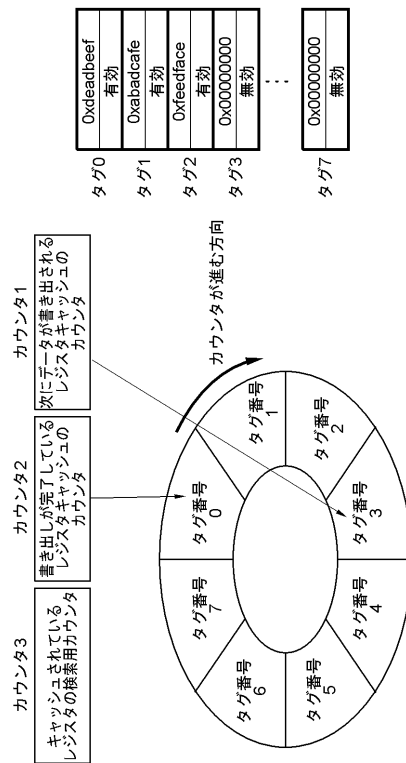 カウンタ3
キャッシュされている
レジスタの検索用カウンタ
カウンタ2
書き出しが完了している
レジスタキャッシュの
カウンタ
カウンタ1
次にデータが書き出される
レジスタキャッシュの
カウンタ
カウンタが進む方向
タグ番号
0
タグ番号
1
タグ番号
2
タグ番号
3
タグ番号
4
タグ番号
5
タグ番号
6
タグ番号
7
タグ0
0xdeadbeef
有効
タグ1
0xabadcafe
有効
タグ2
0xfeedface
有効
タグ3
0x00000000
無効
…
タグ7
0x00000000
無効